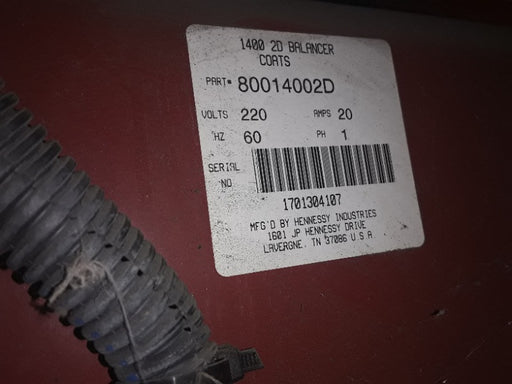 1400 2D BALANCER
COATS
PART# 80014002D
VOLTS 220 AMPS 20
HZ 60 PH 1
SERIAL
NO
1701304107
MFG'D BY HENNESSY INDUSTRIES
1601 JP HENNESSY DRIVE
LAVERGNE, TN 37086 U S A